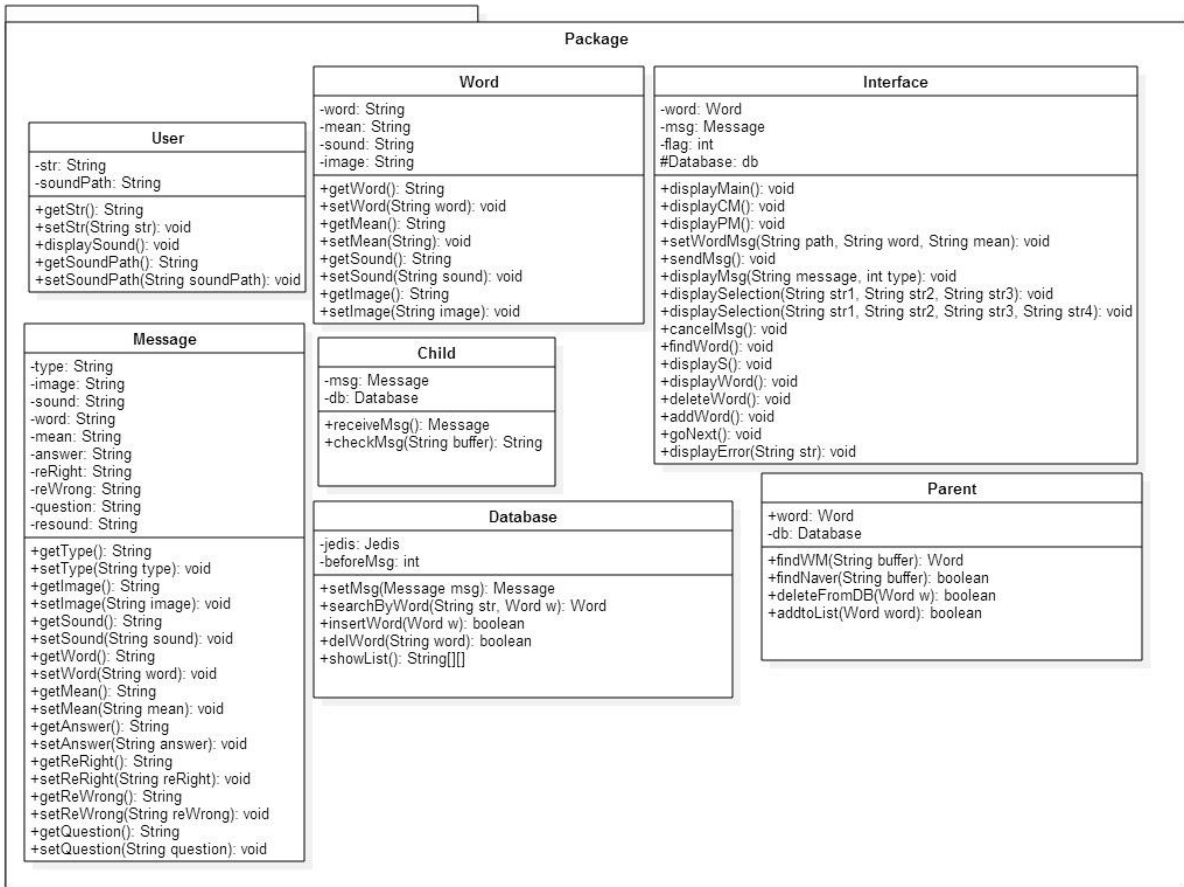 Package
User
-str: String
-soundPath: String
+getStr(): String
+setStr(String str): void
+displaySound(): void
+getSoundPath(): String
+setSoundPath(String soundPath): void
Word
-word: String
-mean: String
-sound: String
-image: String
+getWord(): String
+setWord(String word): void
+getMean(): String
+setMean(String): void
+getSound(): String
+setSound(String sound): void
+getImage(): String
+setImage(String image): void
Interface
-word: Word
-msg: Message
-flag: int
#Database: db
+displayMain(): void
+displayCM(): void
+displayPM(): void
+setWordMsg(String path, String word, String mean): void
+sendMsg(): void
+displayMsg(String message, int type): void
+displaySelection(String str1, String str2, String str3): void
+displaySelection(String str1, String str2, String str3, String str4): void
+cancelMsg(): void
+findWord(): void
+displayS(): void
+displayWord(): void
+deleteWord(): void
+addWord(): void
+goNext(): void
+displayError(String str): void
Message
-type: String
-image: String
-sound: String
-word: String
-mean: String
-answer: String
-reRight: String
-reWrong: String
-question: String
-resound: String
+getType(): String
+setType(String type): void
+getImage(): String
+setImage(String image): void
+getSound(): String
+setSound(String sound): void
+getWord(): String
+setWord(String word): void
+getMean(): String
+setMean(String mean): void
+getAnswer(): String
+setAnswer(String answer): void
+getReRight(): String
+setReRight(String reRight): void
+getReWrong(): String
+setReWrong(String reWrong): void
+getQuestion(): String
+setQuestion(String question): void
Child
-msg: Message
-db: Database
+receiveMsg(): Message
+checkMsg(String buffer): String
Database
-jedis: Jedis
-beforeMsg: int
+setMsg(Message msg): Message
+searchByWord(String str, Word w): Word
+insertWord(Word w): boolean
+delWord(String word): boolean
+showList(): String[][]
Parent
+word: Word
-db: Database
+findWM(String buffer): Word
+findNaver(String buffer): boolean
+deleteFromDB(Word w): boolean
+addtoList(Word word): boolean